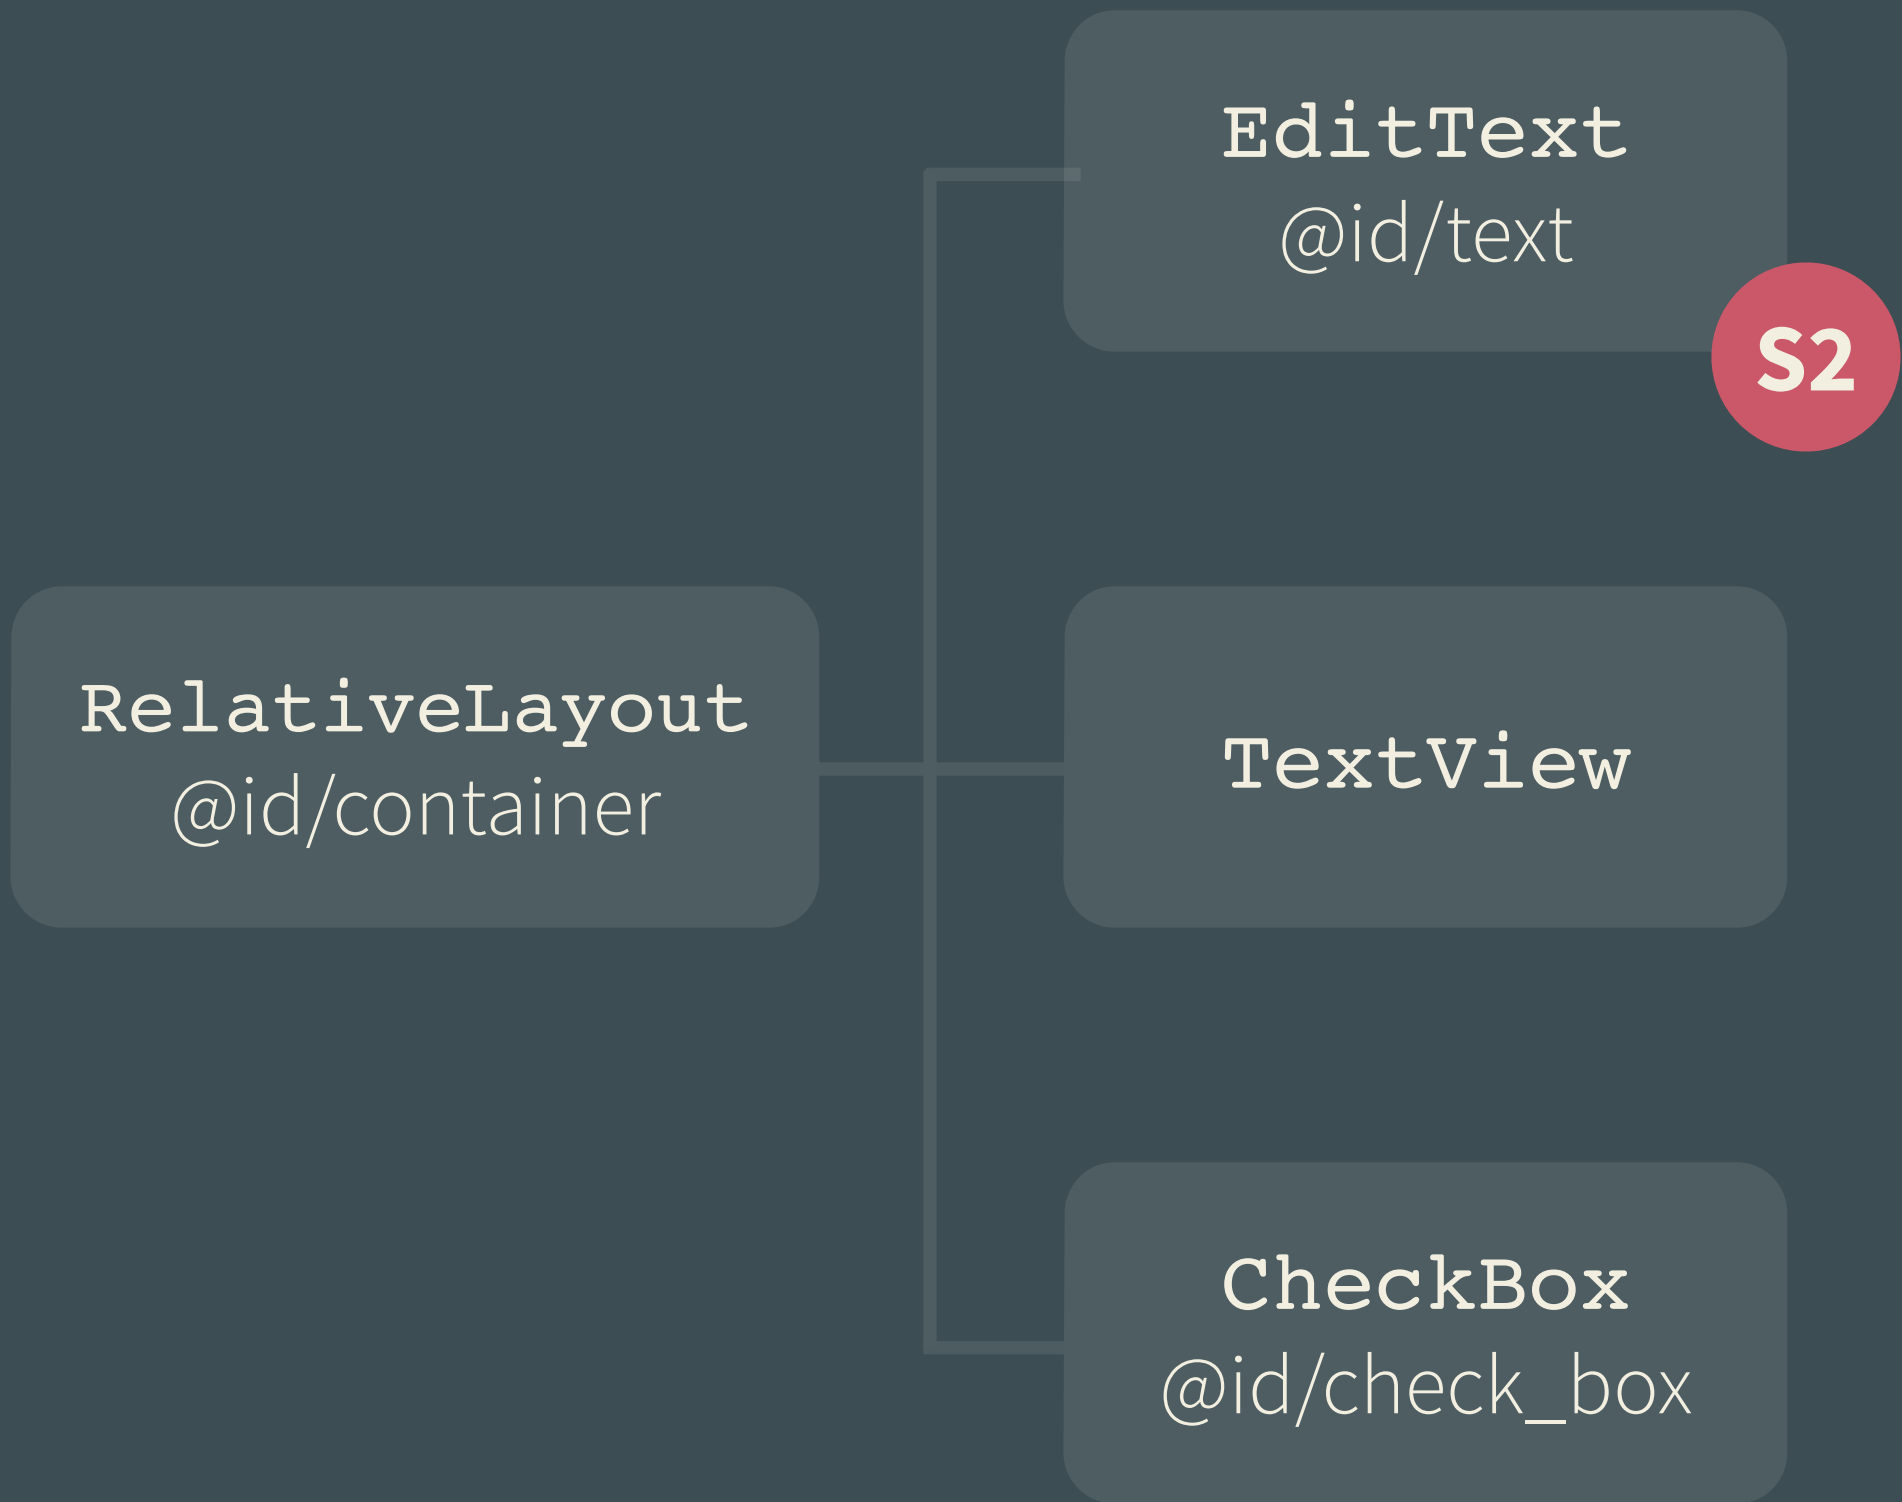 EditText
@id/text
S2
RelativeLayout
@id/container
TextView
CheckBox
@id/check_box